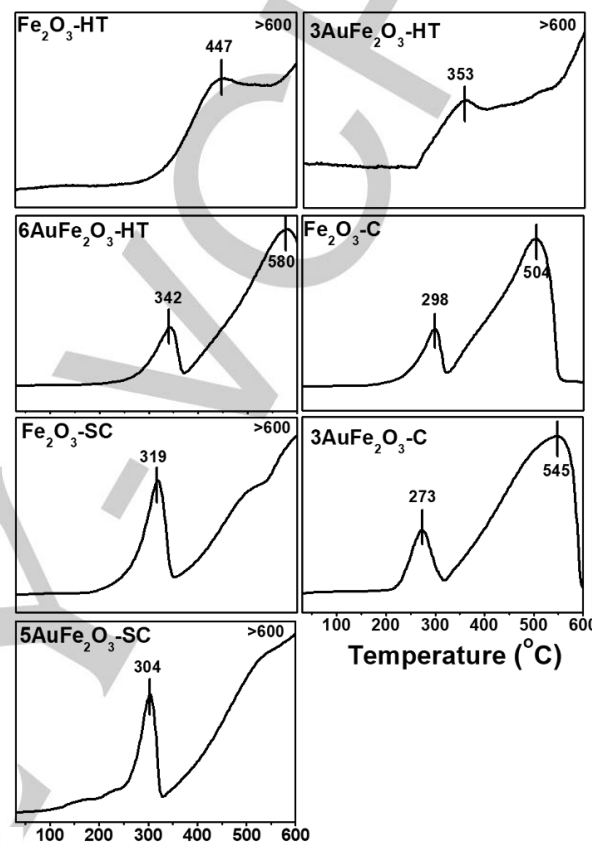 Fe₂O₃-HT >600
447
3AuFe₂O₃-HT >600
353
6AuFe₂O₃-HT
342
580
Fe₂O₃-C
298
504
Fe₂O₃-SC >600
319
3AuFe₂O₃-C
273
545
100 200 300 400 500 600
Temperature (°C)
5AuFe₂O₃-SC >600
304
100 200 300 400 500 600